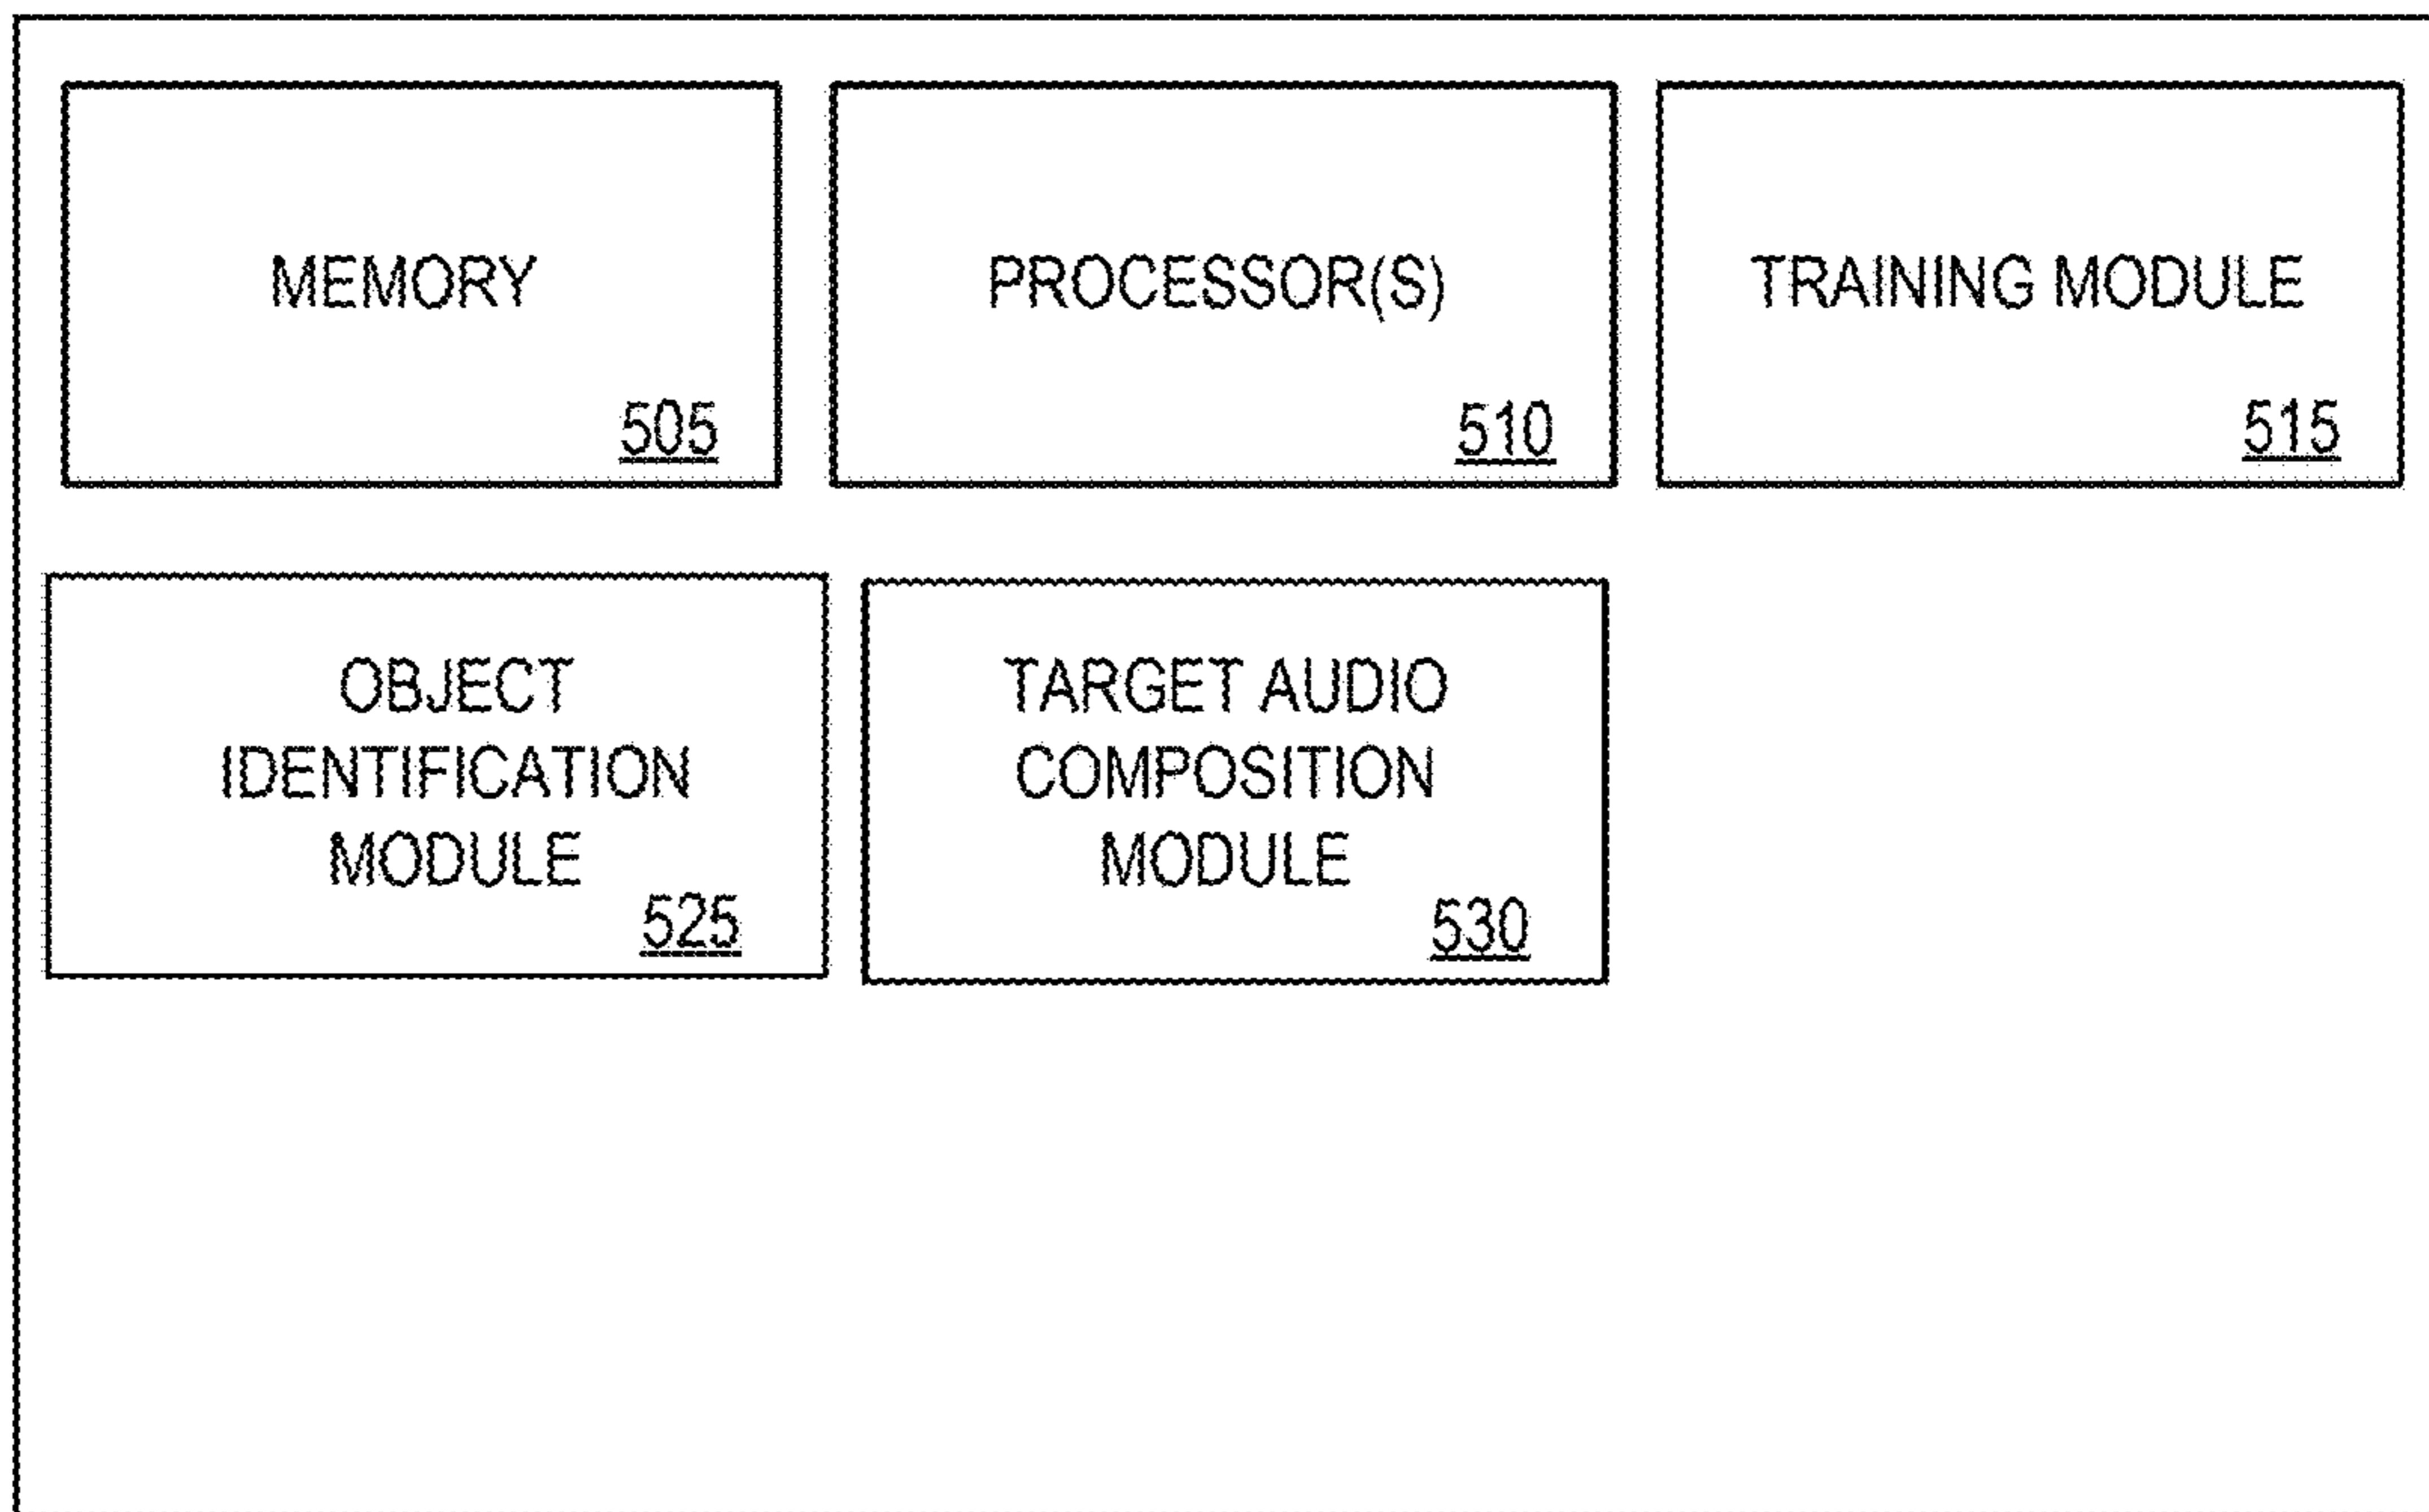 MEMORY
505
PROCESSOR(S)
510
TRAINING MODULE
515
OBJECT
IDENTIFICATION
MODULE
525
TARGET AUDIO
COMPOSITION
MODULE
530